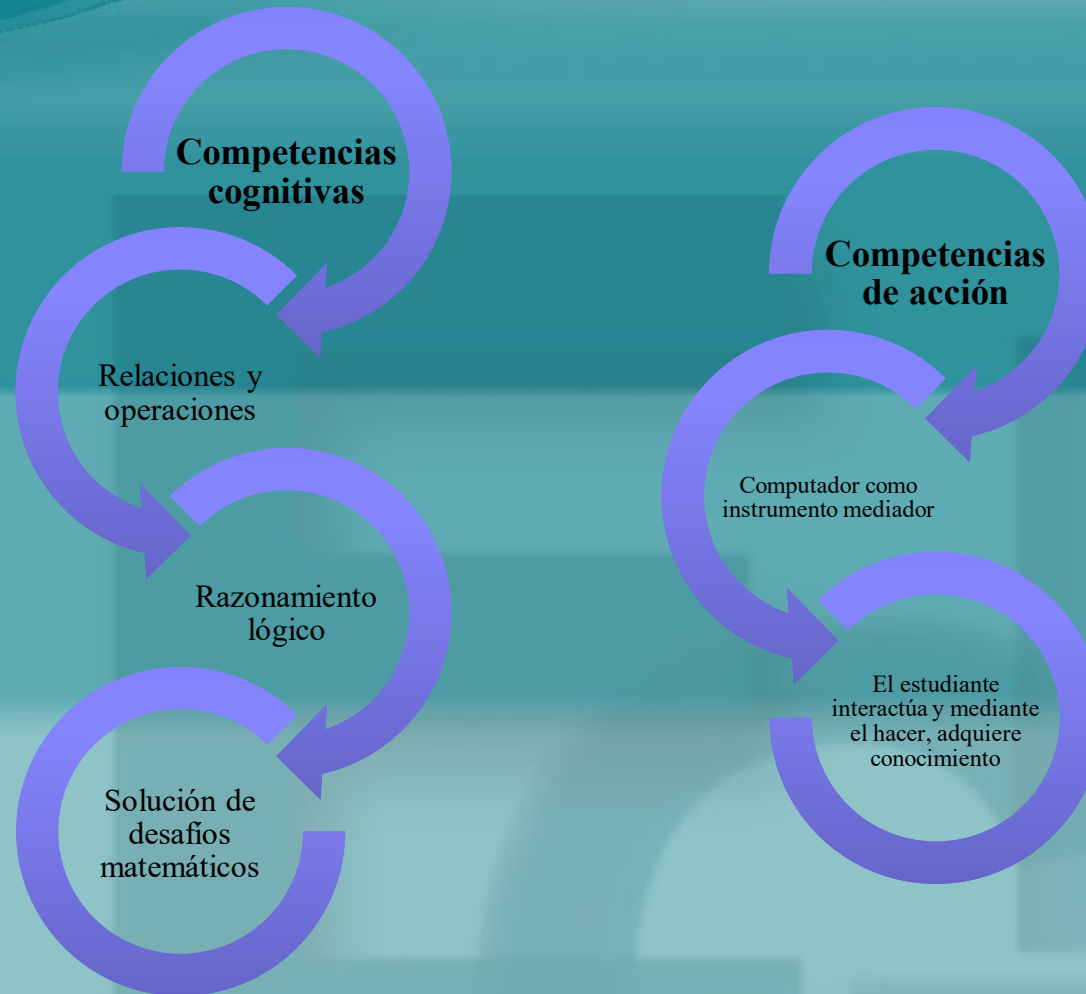 Competencias
cognitivas
Relaciones y
operaciones
Razonamiento
lógico
Solución de
desafíos
matemáticos
Competencias
de acción
Computador como
instrumento mediador
El estudiante
interactúa y mediante
el hacer, adquiere
conocimiento